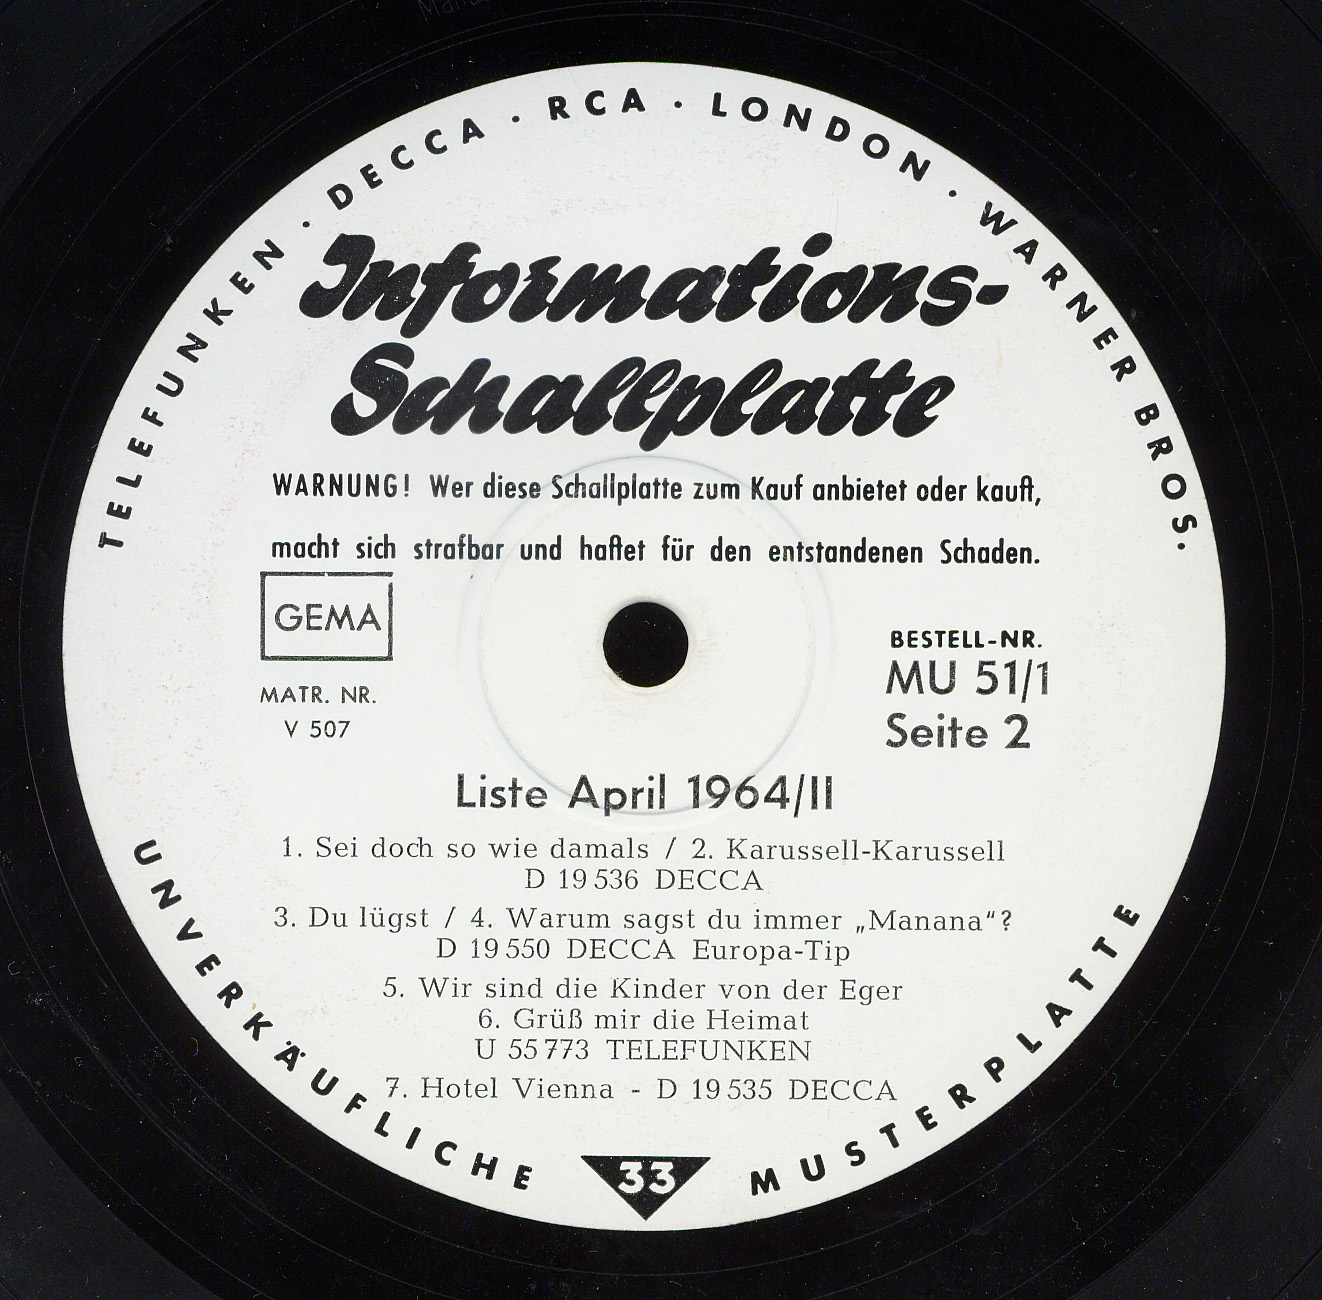 TELEFUNKEN · DECCA · RCA · LONDON · WARNER BROS.
Informations-
Schallplatte
WARNUNG! Wer diese Schallplatte zum Kauf anbietet oder kauft,
macht sich strafbar und haftet für den entstandenen Schaden.
GEMA
MATR. NR.
V 507
BESTELL-NR.
MU 51/1
Seite 2
Liste April 1964/II
1. Sei doch so wie damals / 2. Karussell-Karussell
D 19 536 DECCA
3. Du lügst / 4. Warum sagst du immer „Manana“?
D 19 550 DECCA Europa-Tip
5. Wir sind die Kinder von der Eger
6. Grüß mir die Heimat
U 55 773 TELEFUNKEN
7. Hotel Vienna - D 19 535 DECCA
UNVERKÄUFLICHE 33 MUSTERPLATTE